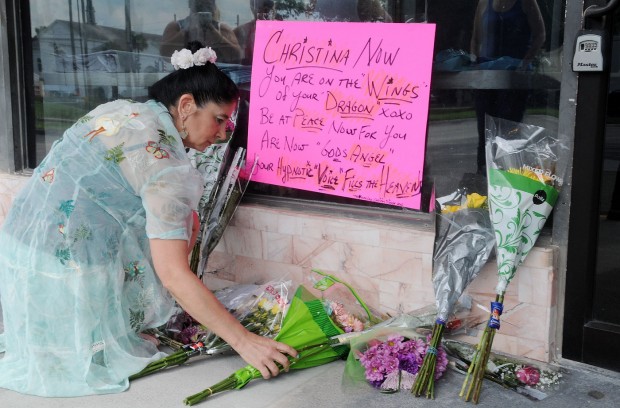 CHRISTINA NOW
YOU ARE ON THE "WINGS"
OF YOUR "DRAGON" XOXO
BE AT PEACE NOW FOR YOU
ARE NOW "GODS ANGEL"
YOUR HYPNOTIC "VOICE" FILLS THE HEAVEN
Publix